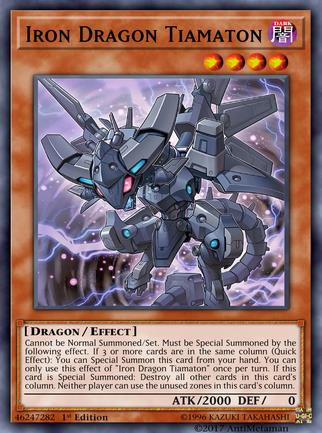 Iron Dragon Tiamaton
DARK
闇
[Dragon / Effect]
Cannot be Normal Summoned/Set. Must be Special Summoned by the
following effect. If 3 or more cards are in the same column (Quick
Effect): You can Special Summon this card from your hand. You can
only use this effect of "Iron Dragon Tiamaton" once per turn. If this
card is Special Summoned: Destroy all other cards in this card's
column. Neither player can use the unused zones in this card's column.
ATK/2000 DEF/ 0
46247282 1st Edition ©1996 KAZUKI TAKAHASHI
©2017 AntiMetaman